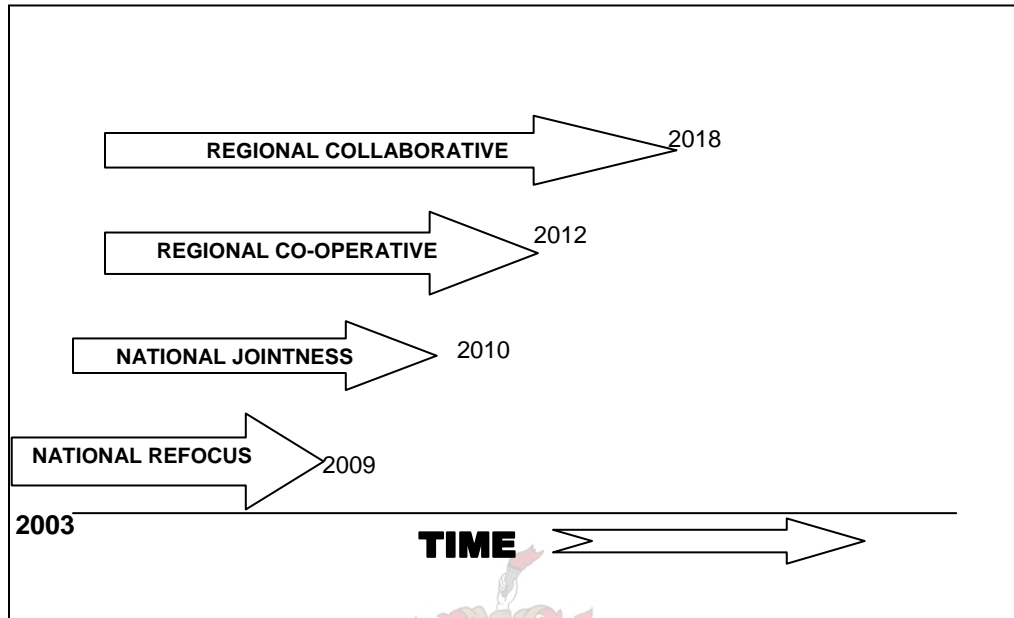 REGIONAL COLLABORATIVE
2018
REGIONAL CO-OPERATIVE
2012
NATIONAL JOINTNESS
2010
NATIONAL REFOCUS
2009
2003
TIME